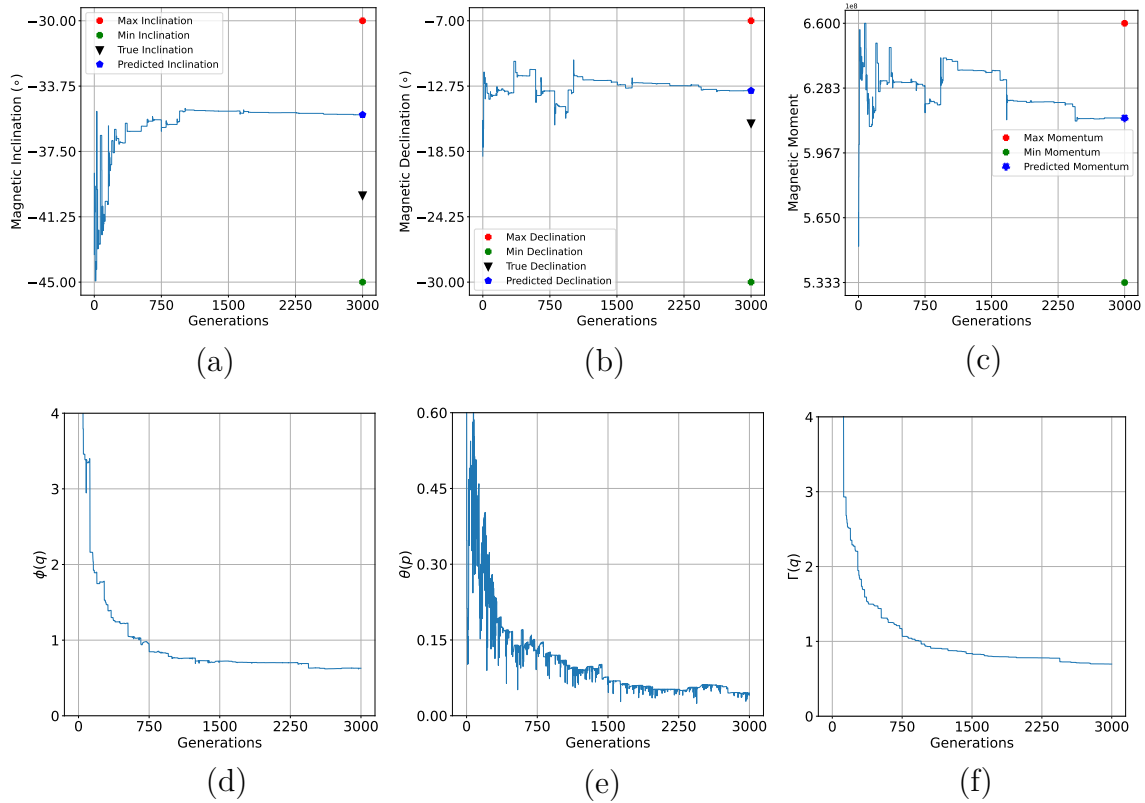 −30.00
−33.75
−37.50
−41.25
−45.00
Magnetic Inclination (∘)
Max Inclination
Min Inclination
True Inclination
Predicted Inclination
0 750 1500 2250 3000
Generations
(a)
−7.00
−12.75
−18.50
−24.25
−30.00
Magnetic Declination (∘)
Max Declination
Min Declination
True Declination
Predicted Declination
0 750 1500 2250 3000
Generations
(b)
1e8
6.600
6.283
5.967
5.650
5.333
Magnetic Moment
Max Momentum
Min Momentum
Predicted Momentum
0 750 1500 2250 3000
Generations
(c)
4
3
2
1
0
ϕ(q)
0 750 1500 2250 3000
Generations
(d)
0.60
0.45
0.30
0.15
0.00
θ(p)
0 750 1500 2250 3000
Generations
(e)
4
3
2
1
0
Γ(q)
0 750 1500 2250 3000
Generations
(f)